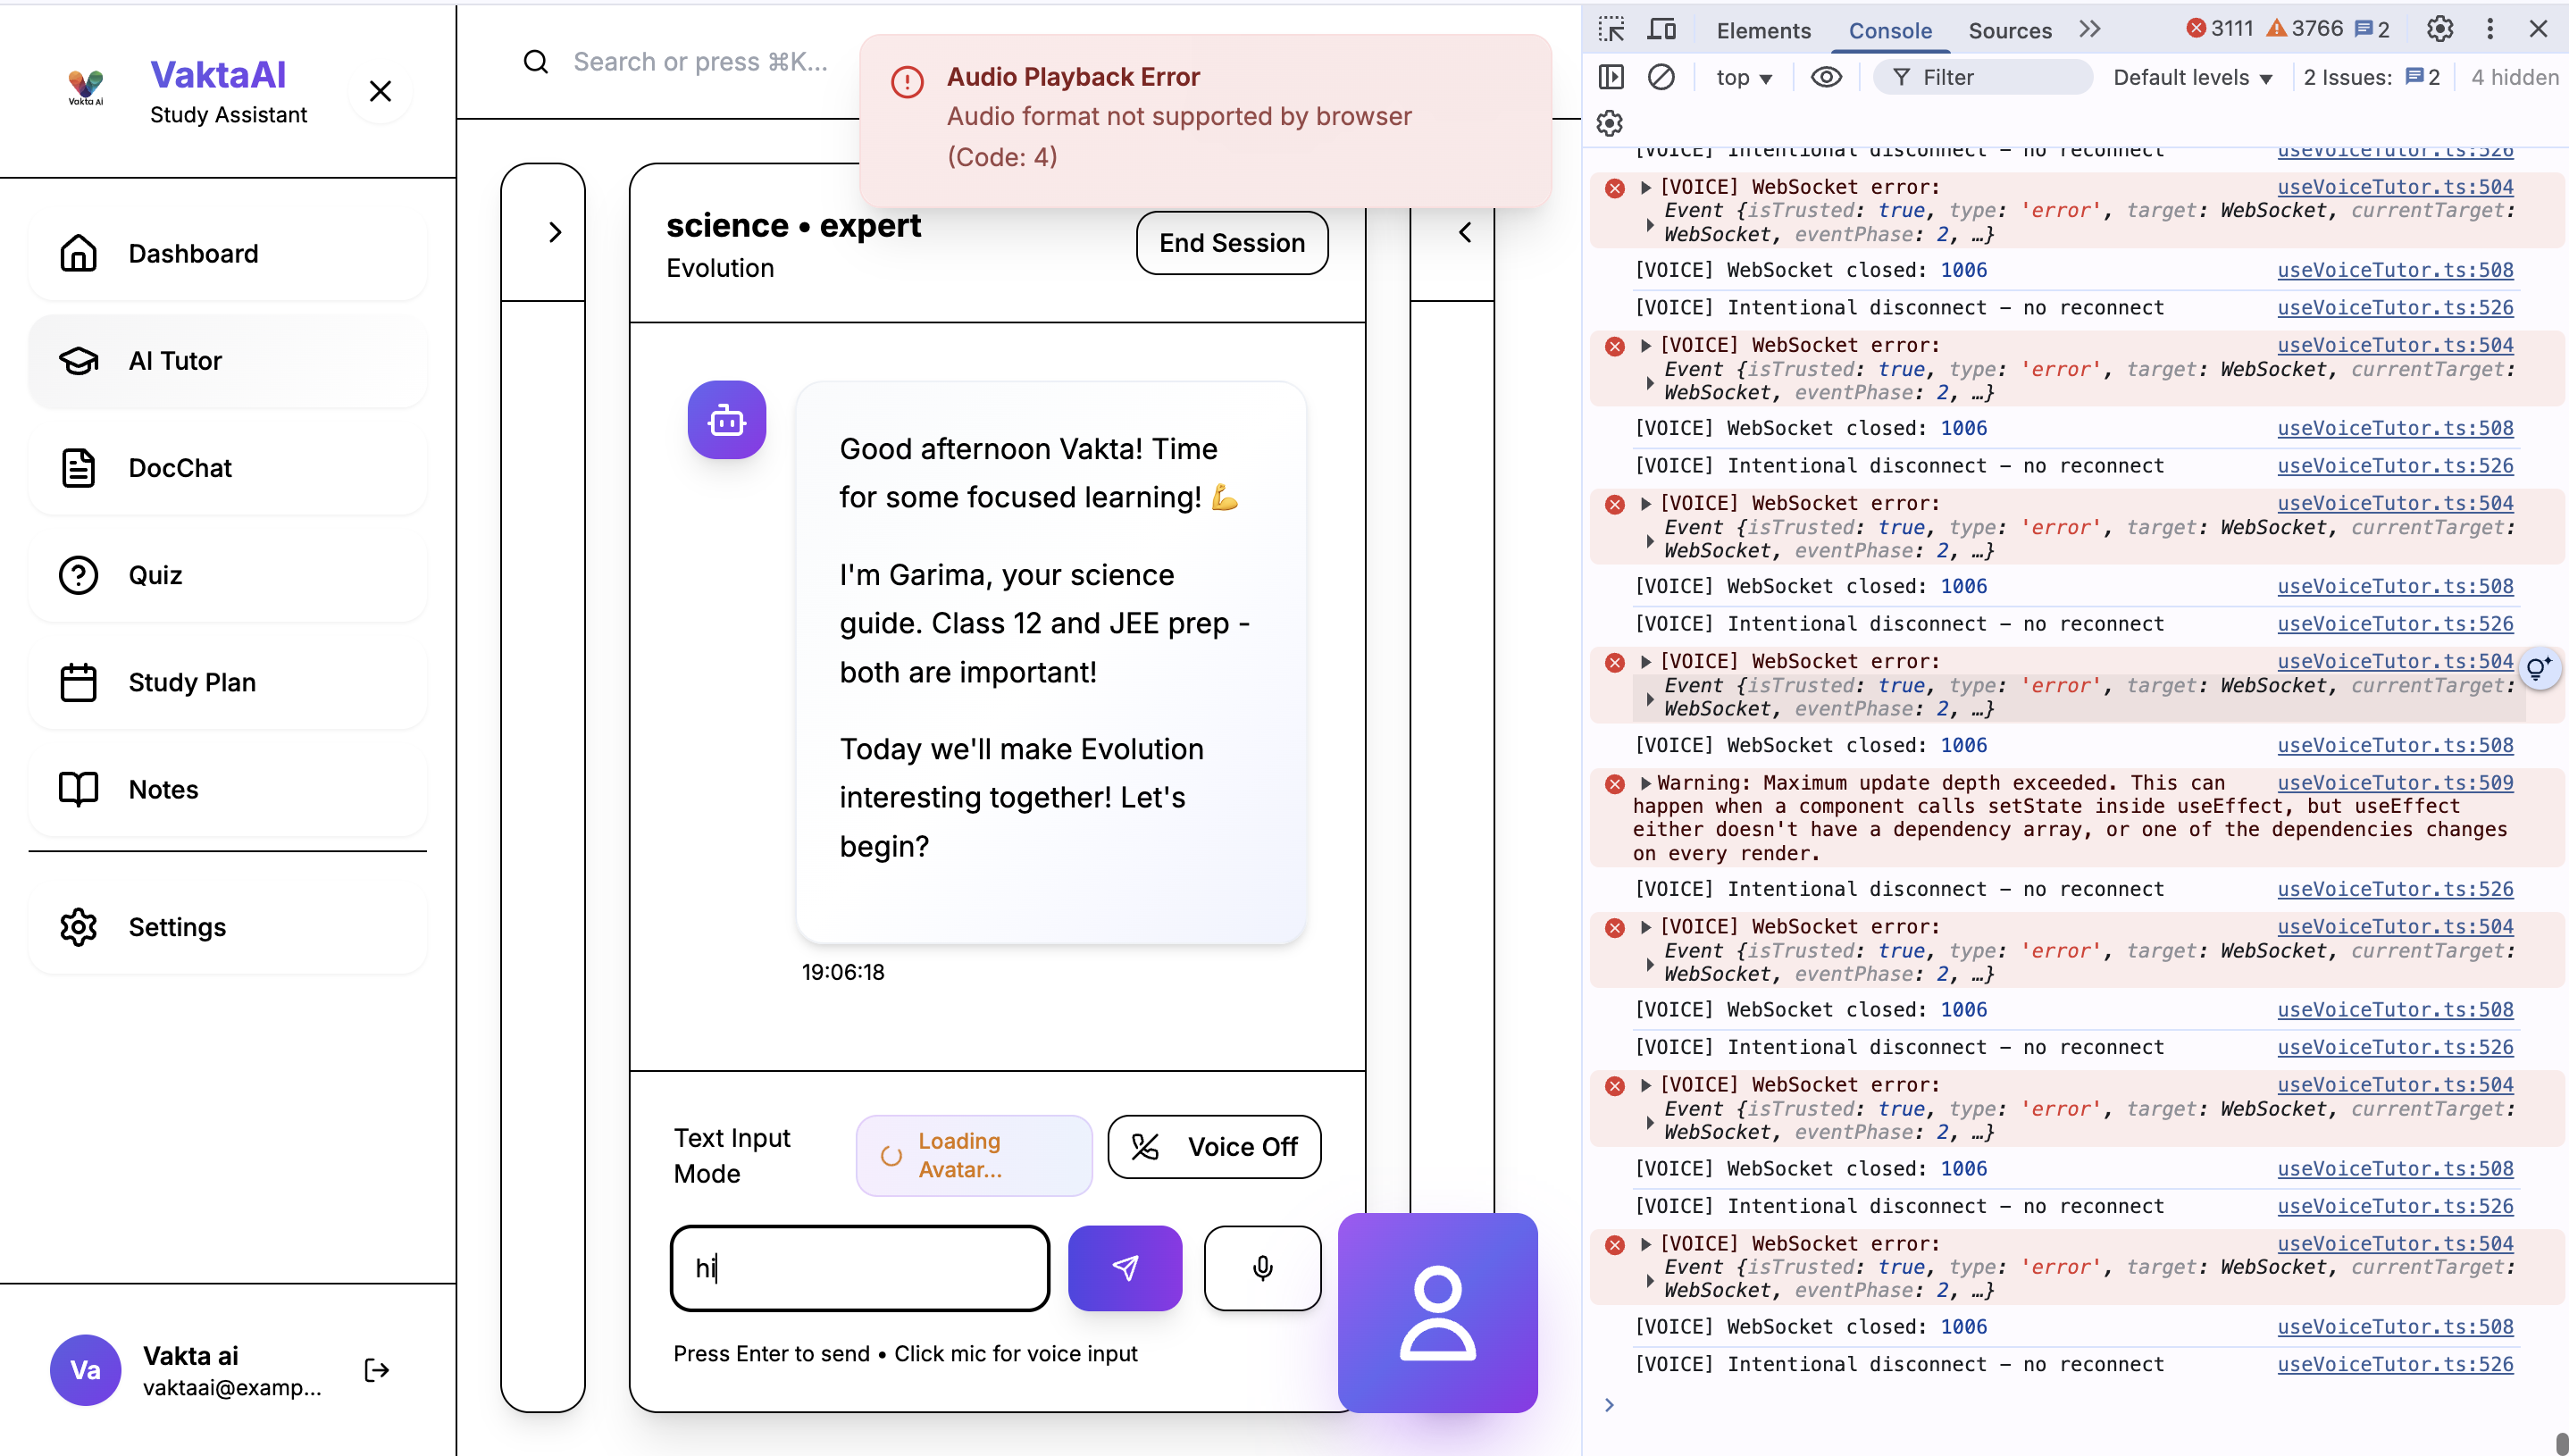 Vakta Ai
VaktaAI
Study Assistant
Dashboard
AI Tutor
DocChat
Quiz
Study Plan
Notes
Settings
Va
Vakta ai
vaktaai@examp...
Search or press ⌘K...
Audio Playback Error
Audio format not supported by browser
(Code: 4)
science • expert
Evolution
End Session
Good afternoon Vakta! Time
for some focused learning! 💪
I'm Garima, your science
guide. Class 12 and JEE prep -
both are important!
Today we'll make Evolution
interesting together! Let's
begin?
19:06:18
Text Input
Mode
Loading
Avatar...
Voice Off
hi
Press Enter to send • Click mic for voice input
Elements Console Sources 3111 3766 2
top Filter Default levels 2 Issues: 2 4 hidden
[VOICE] Intentional disconnect – no reconnect useVoiceTutor.ts:526
[VOICE] WebSocket error: useVoiceTutor.ts:504
Event {isTrusted: true, type: 'error', target: WebSocket, currentTarget:
WebSocket, eventPhase: 2, …}
[VOICE] WebSocket closed: 1006 useVoiceTutor.ts:508
[VOICE] Intentional disconnect – no reconnect useVoiceTutor.ts:526
[VOICE] WebSocket error: useVoiceTutor.ts:504
Event {isTrusted: true, type: 'error', target: WebSocket, currentTarget:
WebSocket, eventPhase: 2, …}
[VOICE] WebSocket closed: 1006 useVoiceTutor.ts:508
[VOICE] Intentional disconnect – no reconnect useVoiceTutor.ts:526
[VOICE] WebSocket error: useVoiceTutor.ts:504
Event {isTrusted: true, type: 'error', target: WebSocket, currentTarget:
WebSocket, eventPhase: 2, …}
[VOICE] WebSocket closed: 1006 useVoiceTutor.ts:508
[VOICE] Intentional disconnect – no reconnect useVoiceTutor.ts:526
[VOICE] WebSocket error: useVoiceTutor.ts:504
Event {isTrusted: true, type: 'error', target: WebSocket, currentTarget:
WebSocket, eventPhase: 2, …}
[VOICE] WebSocket closed: 1006 useVoiceTutor.ts:508
Warning: Maximum update depth exceeded. This can useVoiceTutor.ts:509
happen when a component calls setState inside useEffect, but useEffect
either doesn't have a dependency array, or one of the dependencies changes
on every render.
[VOICE] Intentional disconnect – no reconnect useVoiceTutor.ts:526
[VOICE] WebSocket error: useVoiceTutor.ts:504
Event {isTrusted: true, type: 'error', target: WebSocket, currentTarget:
WebSocket, eventPhase: 2, …}
[VOICE] WebSocket closed: 1006 useVoiceTutor.ts:508
[VOICE] Intentional disconnect – no reconnect useVoiceTutor.ts:526
[VOICE] WebSocket error: useVoiceTutor.ts:504
Event {isTrusted: true, type: 'error', target: WebSocket, currentTarget:
WebSocket, eventPhase: 2, …}
[VOICE] WebSocket closed: 1006 useVoiceTutor.ts:508
[VOICE] Intentional disconnect – no reconnect useVoiceTutor.ts:526
[VOICE] WebSocket error: useVoiceTutor.ts:504
Event {isTrusted: true, type: 'error', target: WebSocket, currentTarget:
WebSocket, eventPhase: 2, …}
[VOICE] WebSocket closed: 1006 useVoiceTutor.ts:508
[VOICE] Intentional disconnect – no reconnect useVoiceTutor.ts:526